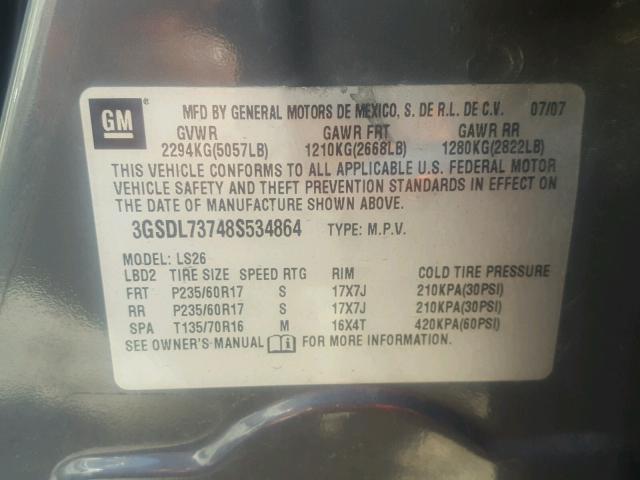 GM ® MFD BY GENERAL MOTORS DE MEXICO, S. DE R.L. DE C.V. 07/07
GVWR GAWR FRT GAWR RR
2294KG(5057LB) 1210KG(2668LB) 1280KG(2822LB)
THIS VEHICLE CONFORMS TO ALL APPLICABLE U.S. FEDERAL MOTOR
VEHICLE SAFETY AND THEFT PREVENTION STANDARDS IN EFFECT ON
THE DATE OF MANUFACTURE SHOWN ABOVE.
3GSDL73748S534864 TYPE: M.P.V.
MODEL: LS26
LBD2 TIRE SIZE SPEED RTG RIM COLD TIRE PRESSURE
FRT P235/60R17 S 17X7J 210KPA(30PSI)
RR P235/60R17 S 17X7J 210KPA(30PSI)
SPA T135/70R16 M 16X4T 420KPA(60PSI)
SEE OWNER'S MANUAL i FOR MORE INFORMATION.